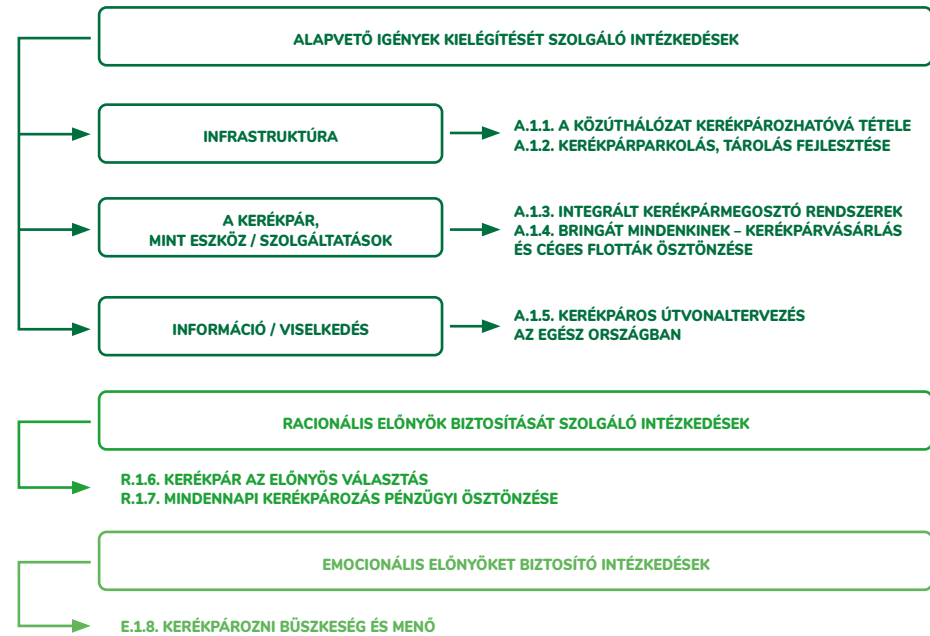 ALAPVETŐ IGÉNYEK KIELÉGÍTÉSÉT SZOLGÁLÓ INTÉZKEDÉSEK
INFRASTRUKTÚRA
A.1.1. A KÖZÚTHÁLÓZAT KERÉKPÁROZHATÓVÁ TÉTELE
A.1.2. KERÉKPÁRPARKOLÁS, TÁROLÁS FEJLESZTÉSE
A KERÉKPÁR,
MINT ESZKÖZ / SZOLGÁLTATÁSOK
A.1.3. INTEGRÁLT KERÉKPÁRMEGOSZTÓ RENDSZEREK
A.1.4. BRINGÁT MINDENKINEK – KERÉKPÁRVÁSÁRLÁS
ÉS CÉGES FLOTTÁK ÖSZTÖNZÉSE
INFORMÁCIÓ / VISELKEDÉS
A.1.5. KERÉKPÁROS ÚTVONALTERVEZÉS
AZ EGÉSZ ORSZÁGBAN
RACIONÁLIS ELŐNYÖK BIZTOSÍTÁSÁT SZOLGÁLÓ INTÉZKEDÉSEK
R.1.6. KERÉKPÁR AZ ELŐNYÖS VÁLASZTÁS
R.1.7. MINDENNAPI KERÉKPÁROZÁS PÉNZÜGYI ÖSZTÖNZÉSE
EMOCIONÁLIS ELŐNYÖKET BIZTOSÍTÓ INTÉZKEDÉSEK
E.1.8. KERÉKPÁROZNI BÜSZKESÉG ÉS MENŐ